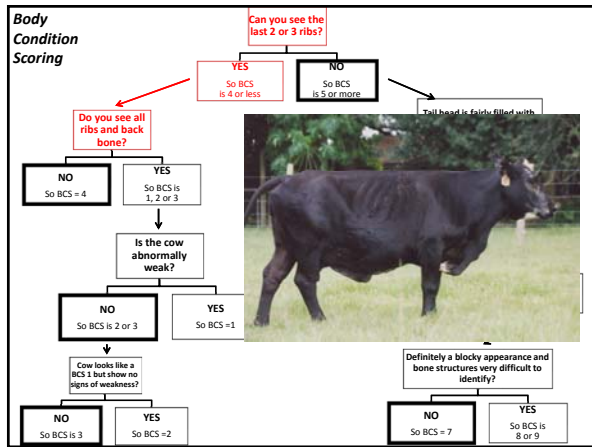 Body
Condition
Scoring
Can you see the
last 2 or 3 ribs?
YES
So BCS
is 4 or less
NO
So BCS
is 5 or more
Do you see all
ribs and back
bone?
Tail head is fairly filled with
NO
So BCS = 4
YES
So BCS is
1, 2 or 3
Is the cow
abnormally
weak?
NO
So BCS is 2 or 3
YES
So BCS =1
Cow looks like a
BCS 1 but show no
signs of weakness?
Definitely a blocky appearance and
bone structures very difficult to
identify?
NO
So BCS is 3
YES
So BCS =2
NO
So BCS = 7
YES
So BCS is
8 or 9